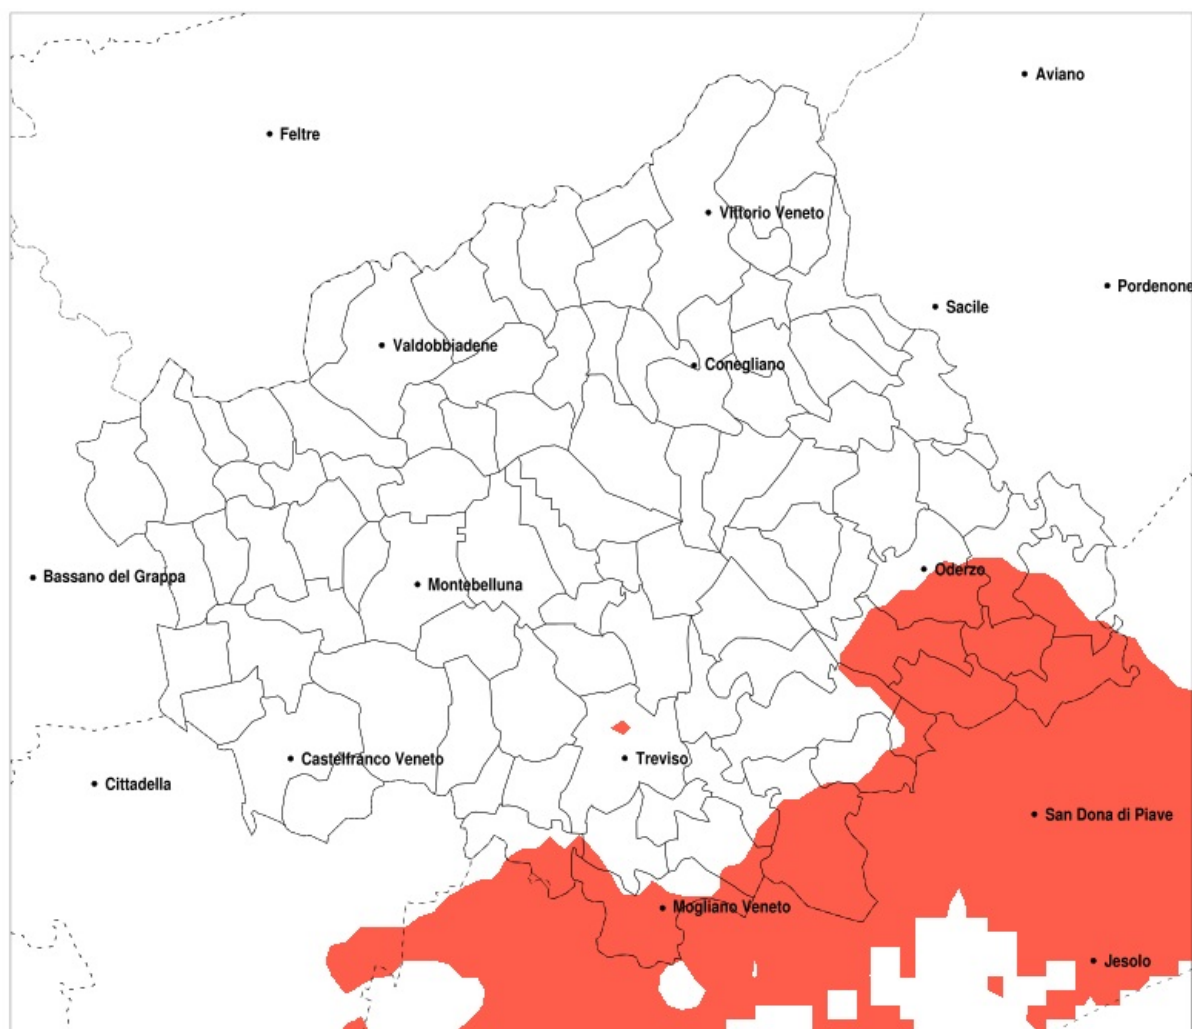 Aviano
Feltre
Vittorio Veneto
Pordenone
Sacile
Valdobbiadene
Conegliano
Oderzo
Bassano del Grappa
Montebelluna
Castelfranco Veneto
Treviso
Cittadella
San Dona di Piave
Mogliano Veneto
Jesolo